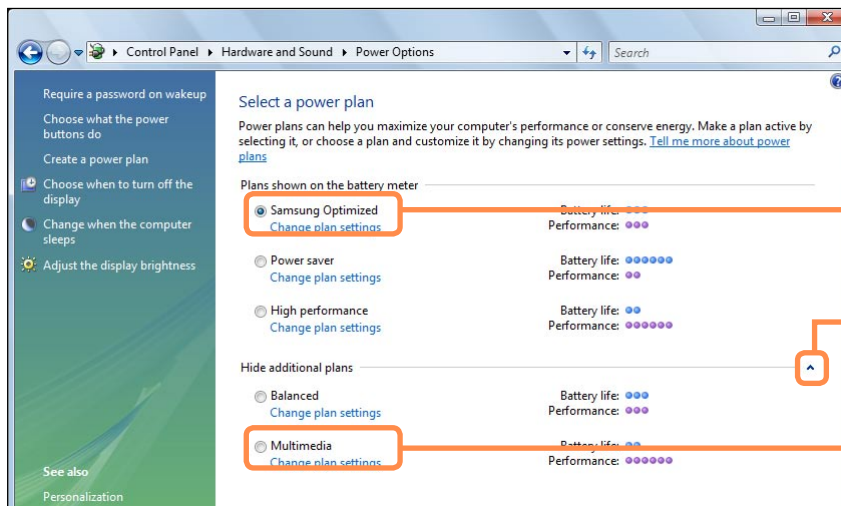 Control Panel Hardware and Sound Power Options
Search
Require a password on wakeup
Choose what the power
buttons do
Create a power plan
Choose when to turn off the
display
Change when the computer
sleeps
Adjust the display brightness
See also
Personalization
Select a power plan
Power plans can help you maximize your computer's performance or conserve energy. Make a plan active by
selecting it, or choose a plan and customize it by changing its power settings. Tell me more about power
plans
Plans shown on the battery meter
Samsung Optimized Battery life:
Change plan settings Performance:
Power saver Battery life:
Change plan settings Performance:
High performance Battery life:
Change plan settings Performance:
Hide additional plans
Balanced Battery life:
Change plan settings Performance:
Multimedia Battery life:
Change plan settings Performance: